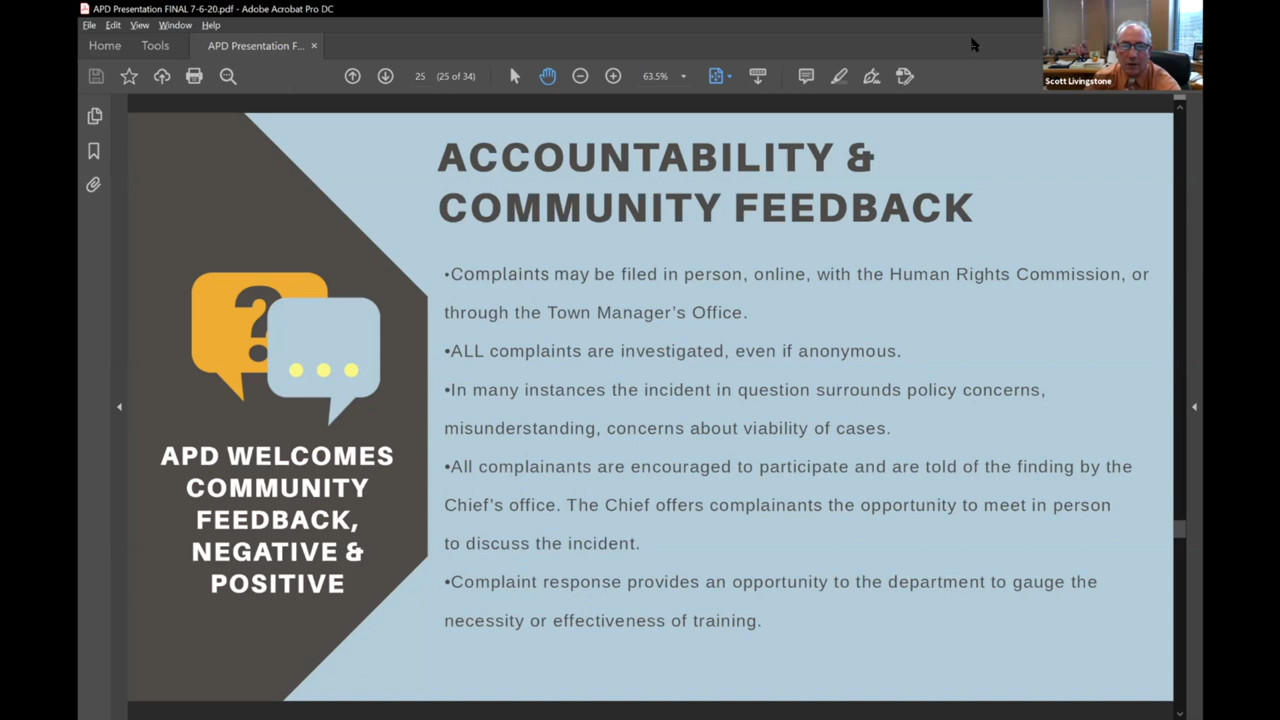 APD Presentation FINAL 7-6-20.pdf - Adobe Acrobat Pro DC
File Edit View Window Help
Home Tools APD Presentation F... ×
25 (25 of 34) 63.5%
Scott Livingstone
ACCOUNTABILITY &
COMMUNITY FEEDBACK
•Complaints may be filed in person, online, with the Human Rights Commission, or
through the Town Manager’s Office.
•ALL complaints are investigated, even if anonymous.
•In many instances the incident in question surrounds policy concerns,
misunderstanding, concerns about viability of cases.
•All complainants are encouraged to participate and are told of the finding by the
Chief’s office. The Chief offers complainants the opportunity to meet in person
to discuss the incident.
•Complaint response provides an opportunity to the department to gauge the
necessity or effectiveness of training.
?
APD WELCOMES
COMMUNITY
FEEDBACK,
NEGATIVE &
POSITIVE